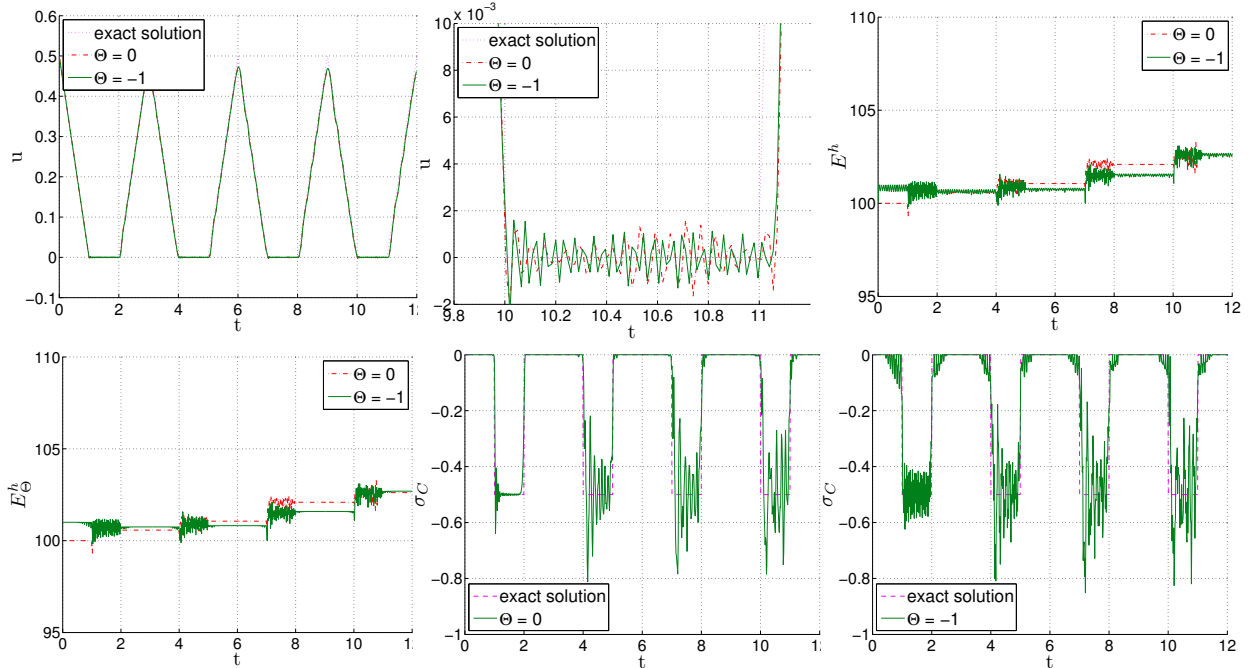 0.6
0.5
0.4
0.3
0.2
0.1
0
−0.1
u
0 2 4 6 8 10 12
t
exact solution
Θ = 0
Θ = −1
x 10⁻³
10
8
6
4
2
0
−2
u
9.8 10 10.2 10.4 10.6 10.8 11
t
exact solution
Θ = 0
Θ = −1
110
105
100
95
Eʰ
0 2 4 6 8 10 12
t
Θ = 0
Θ = −1
110
105
100
95
E^h_Θ
0 2 4 6 8 10 12
t
Θ = 0
Θ = −1
0
−0.2
−0.4
−0.6
−0.8
−1
σ_C
0 2 4 6 8 10 12
t
exact solution
Θ = 0
0
−0.2
−0.4
−0.6
−0.8
−1
σ_C
0 2 4 6 8 10 12
t
exact solution
Θ = −1